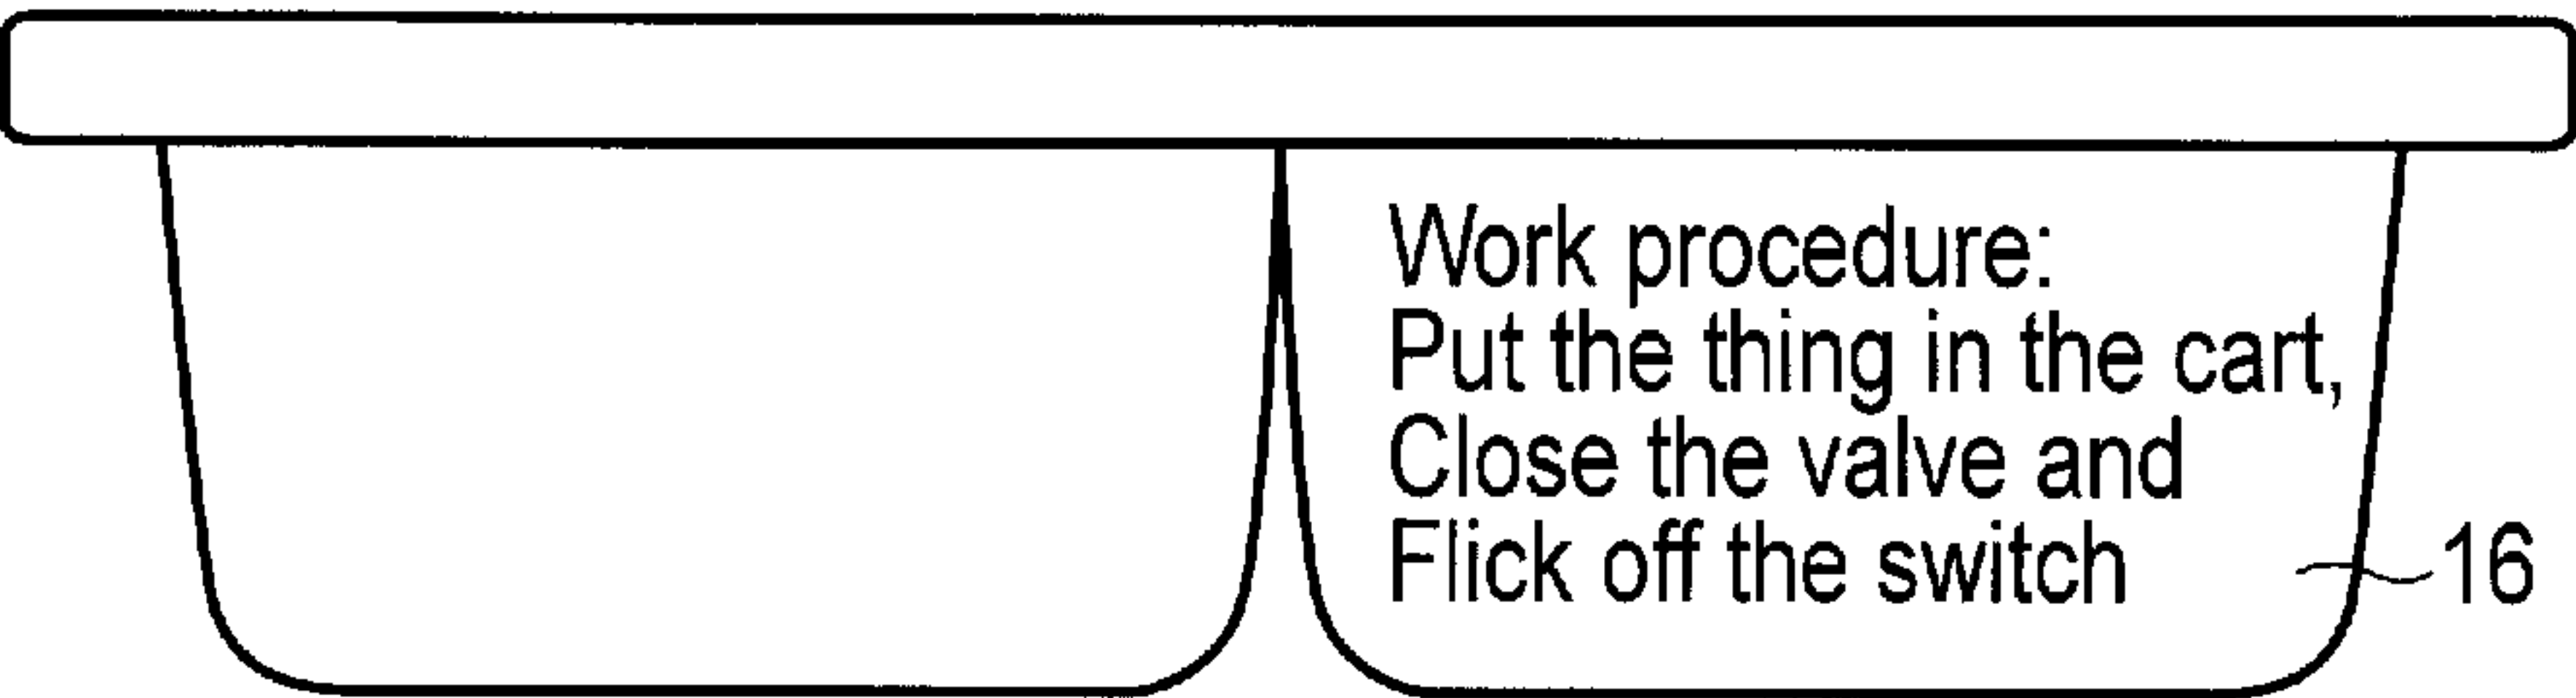 Work procedure:
Put the thing in the cart,
Close the valve and
Flick off the switch
16